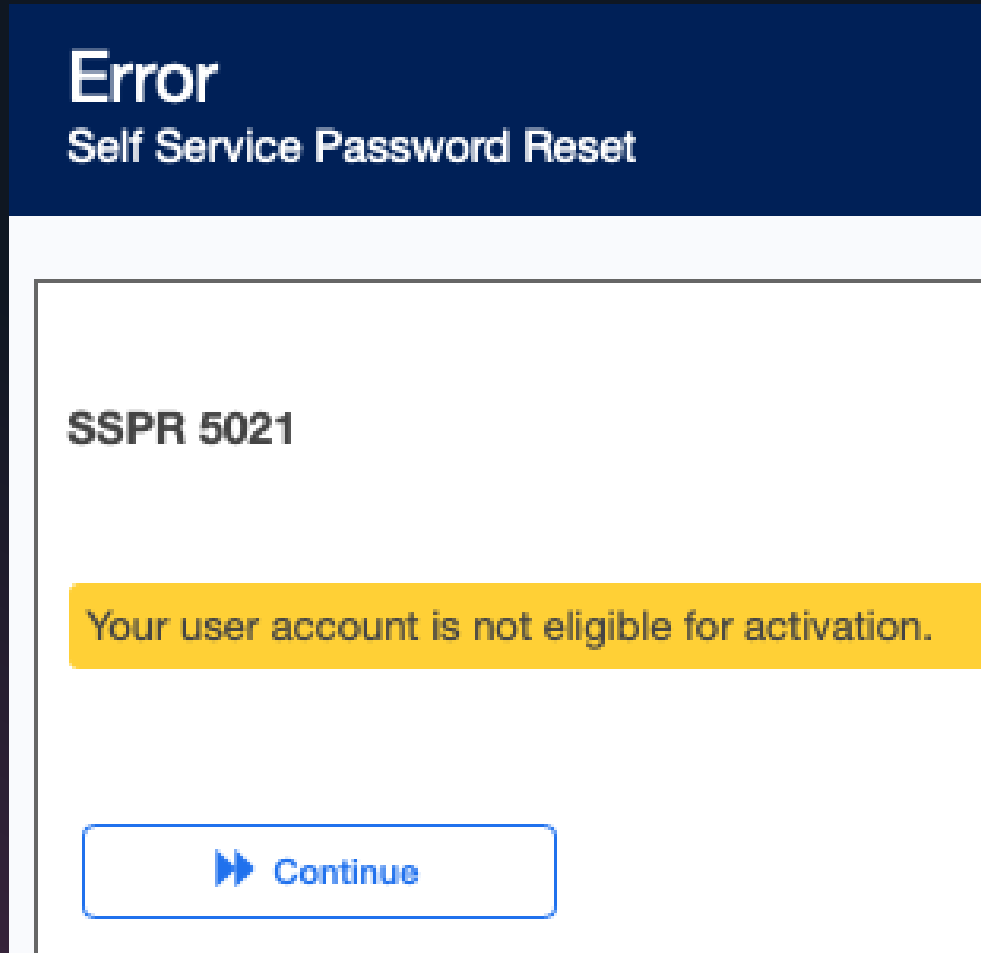 Error
Self Service Password Reset
SSPR 5021
Your user account is not eligible for activation.
Continue